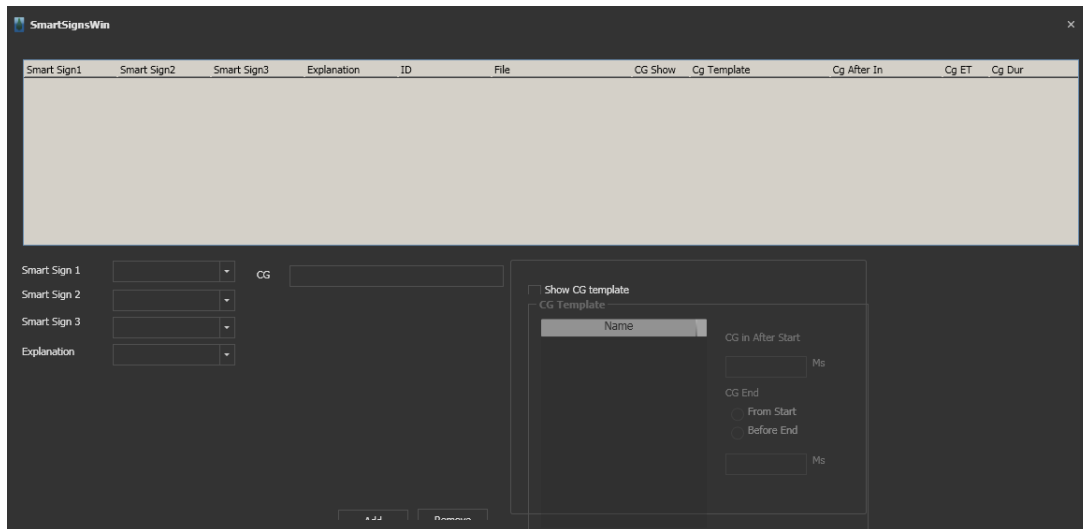 SmartSignsWin
Smart Sign1 Smart Sign2 Smart Sign3 Explanation ID File CG Show Cg Template Cg After In Cg ET Cg Dur
Smart Sign 1
CG
Smart Sign 2
Smart Sign 3
Explanation
Show CG template
CG Template
Name
CG in After Start
Ms
CG End
From Start
Before End
Ms
Add Remove